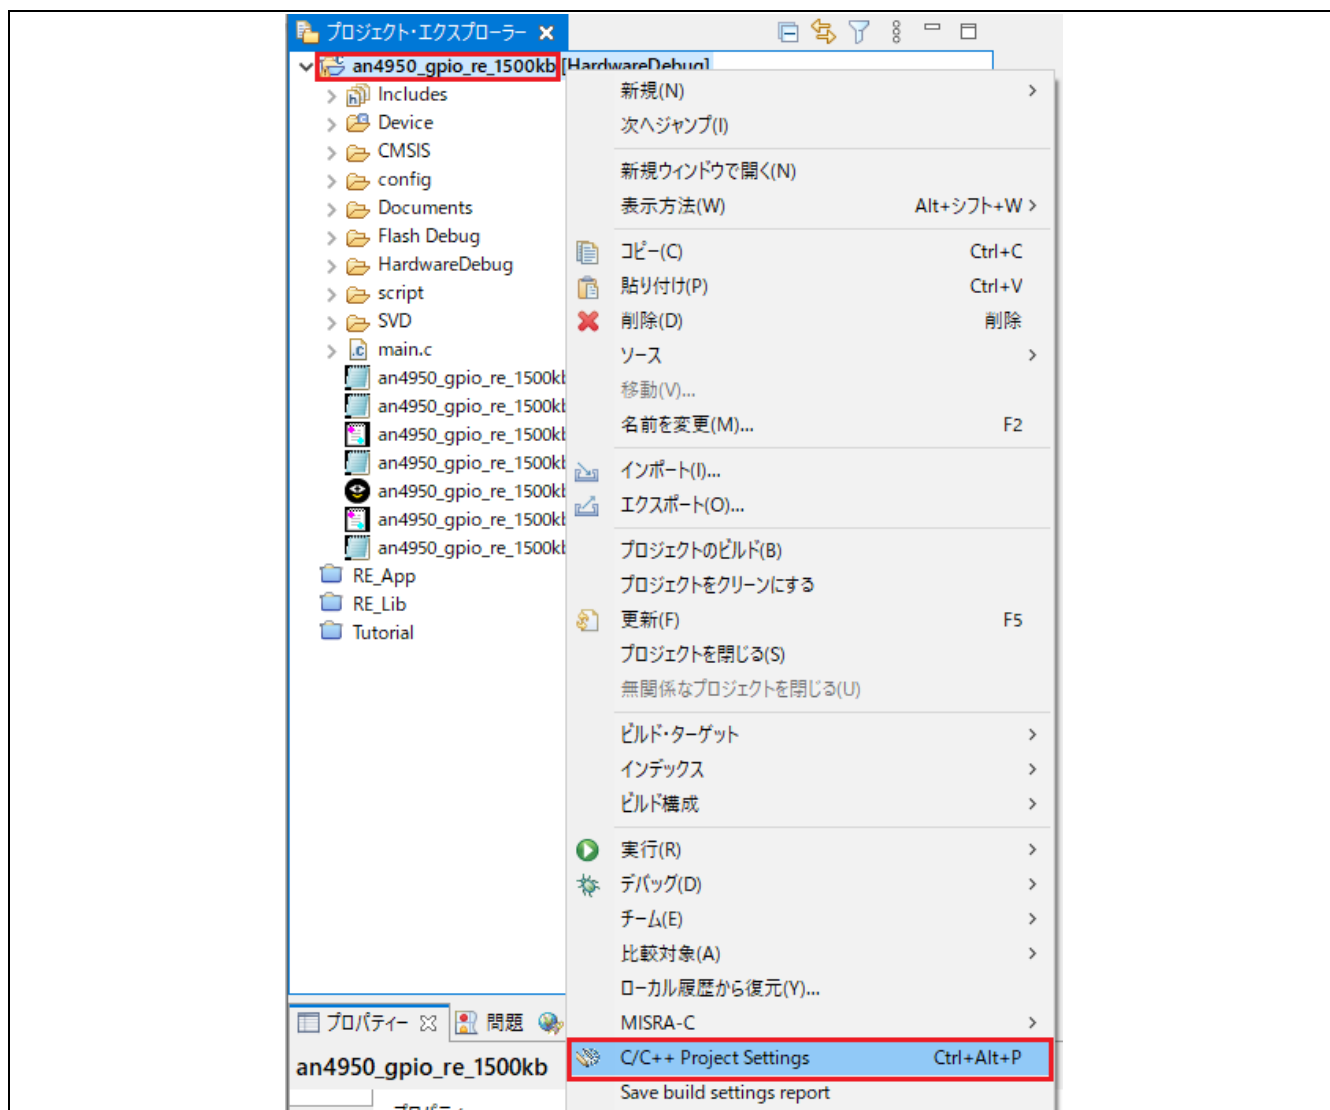 プロジェクト・エクスプローラー
an4950_gpio_re_1500kb [HardwareDebug]
Includes
Device
CMSIS
config
Documents
Flash Debug
HardwareDebug
script
SVD
main.c
an4950_gpio_re_1500kb
an4950_gpio_re_1500kb
an4950_gpio_re_1500kb
an4950_gpio_re_1500kb
an4950_gpio_re_1500kb
an4950_gpio_re_1500kb
an4950_gpio_re_1500kb
RE_App
RE_Lib
Tutorial
新規(N)
次へジャンプ(I)
新規ウィンドウで開く(N)
表示方法(W) Alt+シフト+W
コピー(C) Ctrl+C
貼り付け(P) Ctrl+V
削除(D) 削除
ソース
移動(V)...
名前を変更(M)... F2
インポート(I)...
エクスポート(O)...
プロジェクトのビルド(B)
プロジェクトをクリーンにする
更新(F) F5
プロジェクトを閉じる(S)
無関係なプロジェクトを閉じる(U)
ビルド・ターゲット
インデックス
ビルド構成
実行(R)
デバッグ(D)
チーム(E)
比較対象(A)
ローカル履歴から復元(Y)...
MISRA-C
C/C++ Project Settings Ctrl+Alt+P
Save build settings report
プロパティー
問題
an4950_gpio_re_1500kb